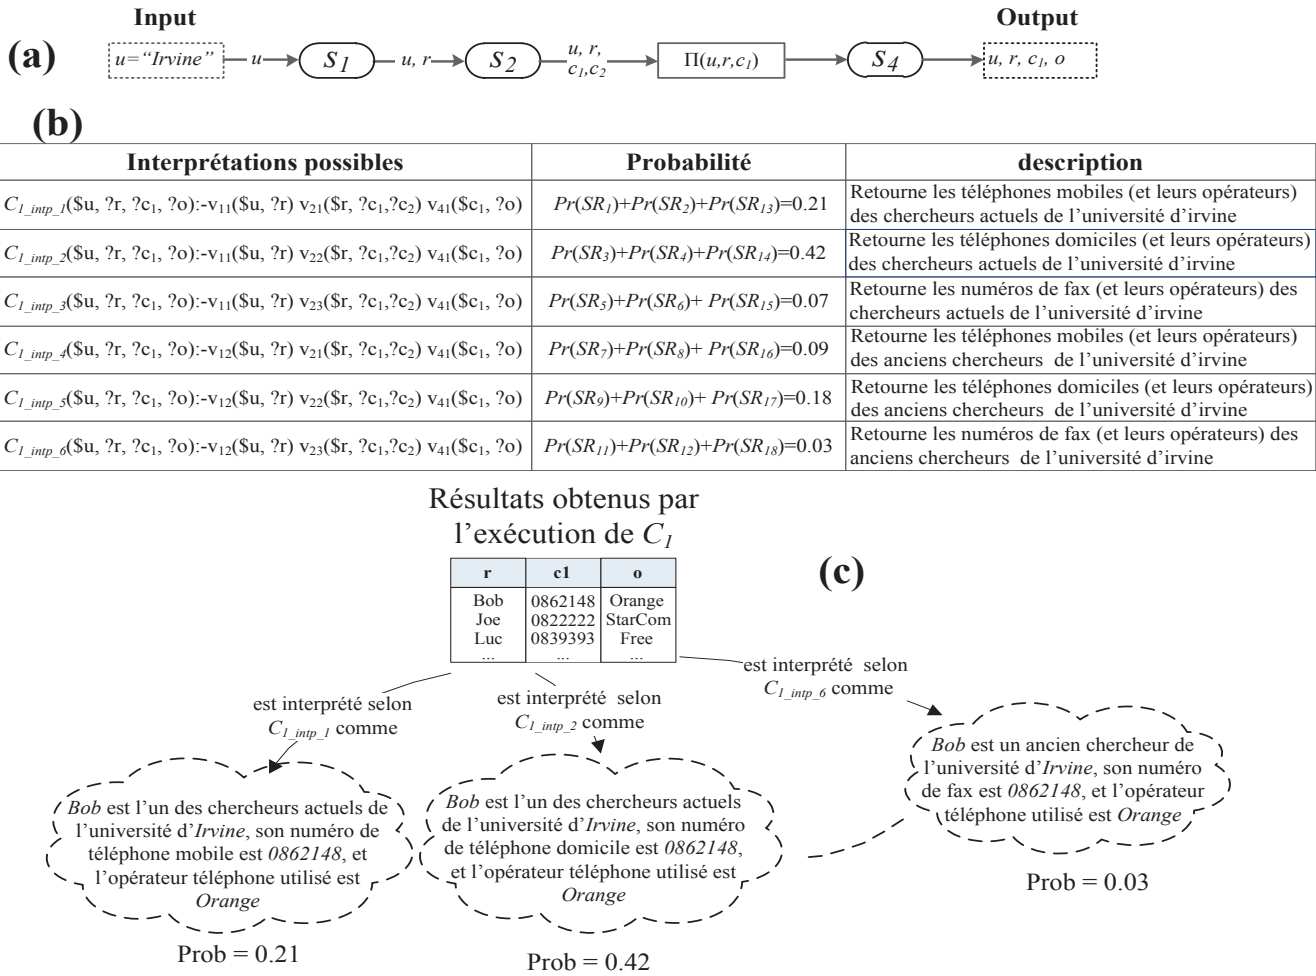 Input
Output
(a)
u="Irvine"
u
S1
u, r
S2
u, r,
c1,c2
Π(u,r,c1)
S4
u, r, c1, o
(b)
Interprétations possibles
Probabilité
description
C1_intp_1($u, ?r, ?c1, ?o):-v11($u, ?r) v21($r, ?c1,?c2) v41($c1, ?o)
Pr(SR1)+Pr(SR2)+Pr(SR13)=0.21
Retourne les téléphones mobiles (et leurs opérateurs)
des chercheurs actuels de l'université d'irvine
C1_intp_2($u, ?r, ?c1, ?o):-v11($u, ?r) v22($r, ?c1,?c2) v41($c1, ?o)
Pr(SR3)+Pr(SR4)+Pr(SR14)=0.42
Retourne les téléphones domiciles (et leurs opérateurs)
des chercheurs actuels de l'université d'irvine
C1_intp_3($u, ?r, ?c1, ?o):-v11($u, ?r) v23($r, ?c1,?c2) v41($c1, ?o)
Pr(SR5)+Pr(SR6)+ Pr(SR15)=0.07
Retourne les numéros de fax (et leurs opérateurs) des
chercheurs actuels de l'université d'irvine
C1_intp_4($u, ?r, ?c1, ?o):-v12($u, ?r) v21($r, ?c1,?c2) v41($c1, ?o)
Pr(SR7)+Pr(SR8)+ Pr(SR16)=0.09
Retourne les téléphones mobiles (et leurs opérateurs)
des anciens chercheurs de l'université d'irvine
C1_intp_5($u, ?r, ?c1, ?o):-v12($u, ?r) v22($r, ?c1,?c2) v41($c1, ?o)
Pr(SR9)+Pr(SR10)+ Pr(SR17)=0.18
Retourne les téléphones domiciles (et leurs opérateurs)
des anciens chercheurs de l'université d'irvine
C1_intp_6($u, ?r, ?c1, ?o):-v12($u, ?r) v23($r, ?c1,?c2) v41($c1, ?o)
Pr(SR11)+Pr(SR12)+Pr(SR18)=0.03
Retourne les numéros de fax (et leurs opérateurs) des
anciens chercheurs de l'université d'irvine
Résultats obtenus par
l'exécution de C1
(c)
r c1 o
Bob 0862148 Orange
Joe 0822222 StarCom
Luc 0839393 Free
... ... ...
est interprété selon
C1_intp_1 comme
est interprété selon
C1_intp_2 comme
est interprété selon
C1_intp_6 comme
Bob est l'un des chercheurs actuels de
l'université d'Irvine, son numéro de
téléphone mobile est 0862148, et
l'opérateur téléphone utilisé est
Orange
Prob = 0.21
Bob est l'un des chercheurs actuels
de l'université d'Irvine, son numéro
de téléphone domicile est 0862148,
et l'opérateur téléphone utilisé est
Orange
Prob = 0.42
Bob est un ancien chercheur de
l'université d'Irvine, son numéro
de fax est 0862148, et l'opérateur
téléphone utilisé est Orange
Prob = 0.03